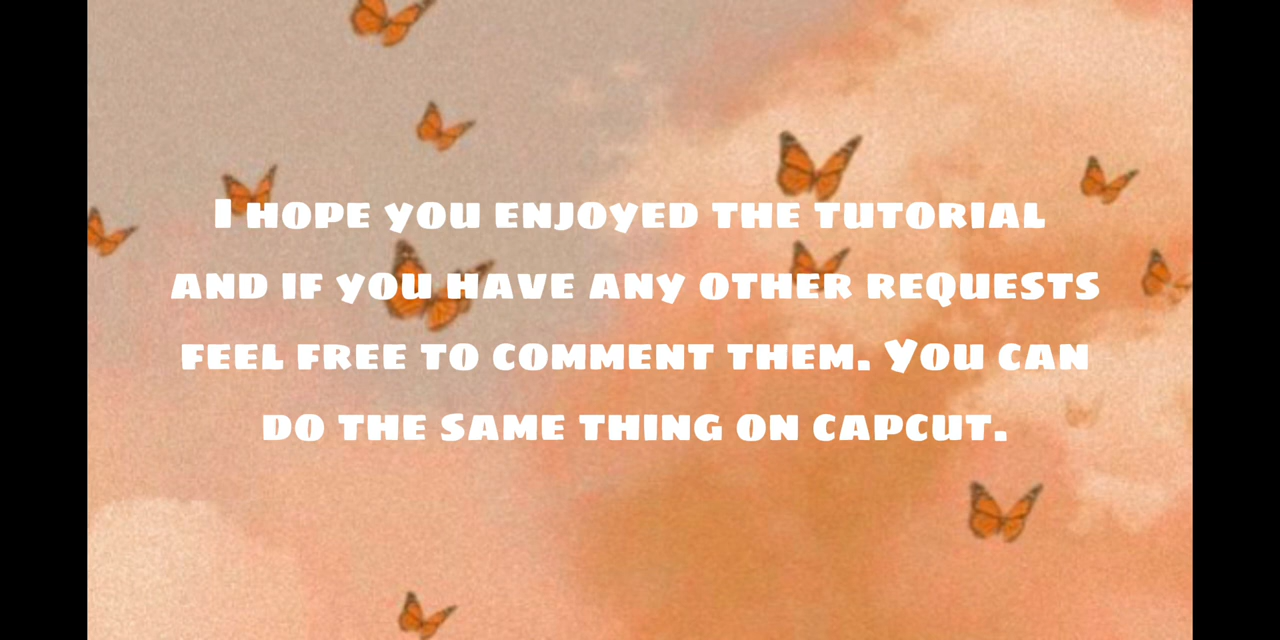 I hope you enjoyed the tutorial
and if you have any other requests
feel free to comment them. You can
do the same thing on capcut.